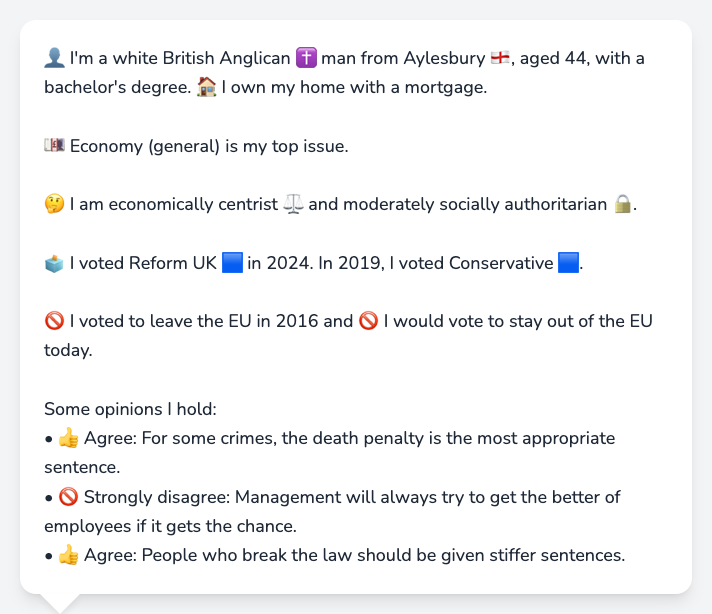 👤 I'm a white British Anglican ✝️ man from Aylesbury 🏴󠁧󠁢󠁥󠁮󠁧󠁿, aged 44, with a
bachelor's degree. 🏠 I own my home with a mortgage.
💷 Economy (general) is my top issue.
🤔 I am economically centrist ⚖️ and moderately socially authoritarian 🔒.
🗳️ I voted Reform UK 🟦 in 2024. In 2019, I voted Conservative 🟦.
🚫 I voted to leave the EU in 2016 and 🚫 I would vote to stay out of the EU
today.
Some opinions I hold:
• 👍 Agree: For some crimes, the death penalty is the most appropriate
sentence.
• 🚫 Strongly disagree: Management will always try to get the better of
employees if it gets the chance.
• 👍 Agree: People who break the law should be given stiffer sentences.